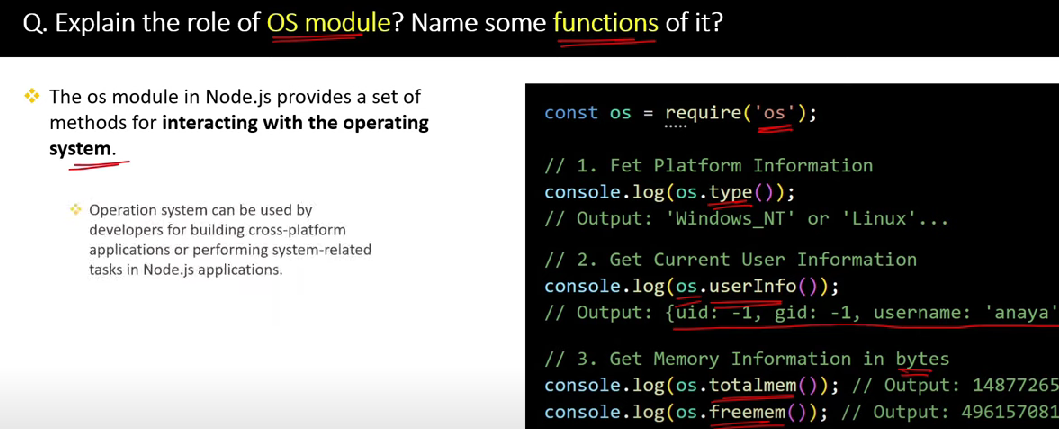 Q. Explain the role of OS module? Name some functions of it?
The os module in Node.js provides a set of
methods for interacting with the operating
system.
Operation system can be used by
developers for building cross-platform
applications or performing system-related
tasks in Node.js applications.
const os = require('os');
// 1. Fet Platform Information
console.log(os.type());
// Output: 'Windows_NT' or 'Linux'...
// 2. Get Current User Information
console.log(os.userInfo());
// Output: {uid: -1, gid: -1, username: 'anaya'
// 3. Get Memory Information in bytes
console.log(os.totalmem()); // Output: 14877265
console.log(os.freemem()); // Output: 496157081